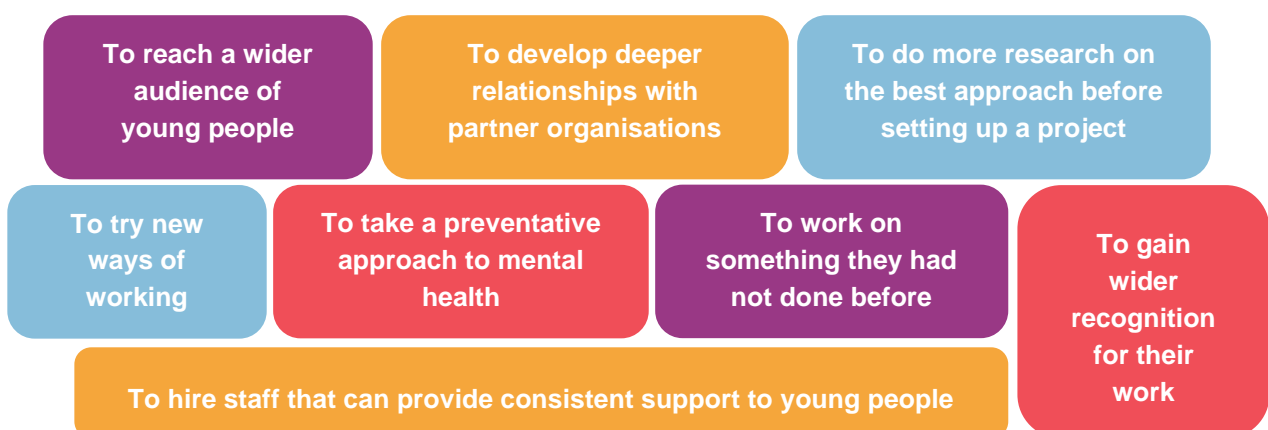 To reach a wider
audience of
young people
To develop deeper
relationships with
partner organisations
To do more research on
the best approach before
setting up a project
To try new
ways of
working
To take a preventative
approach to mental
health
To work on
something they had
not done before
To gain
wider
recognition
for their
work
To hire staff that can provide consistent support to young people